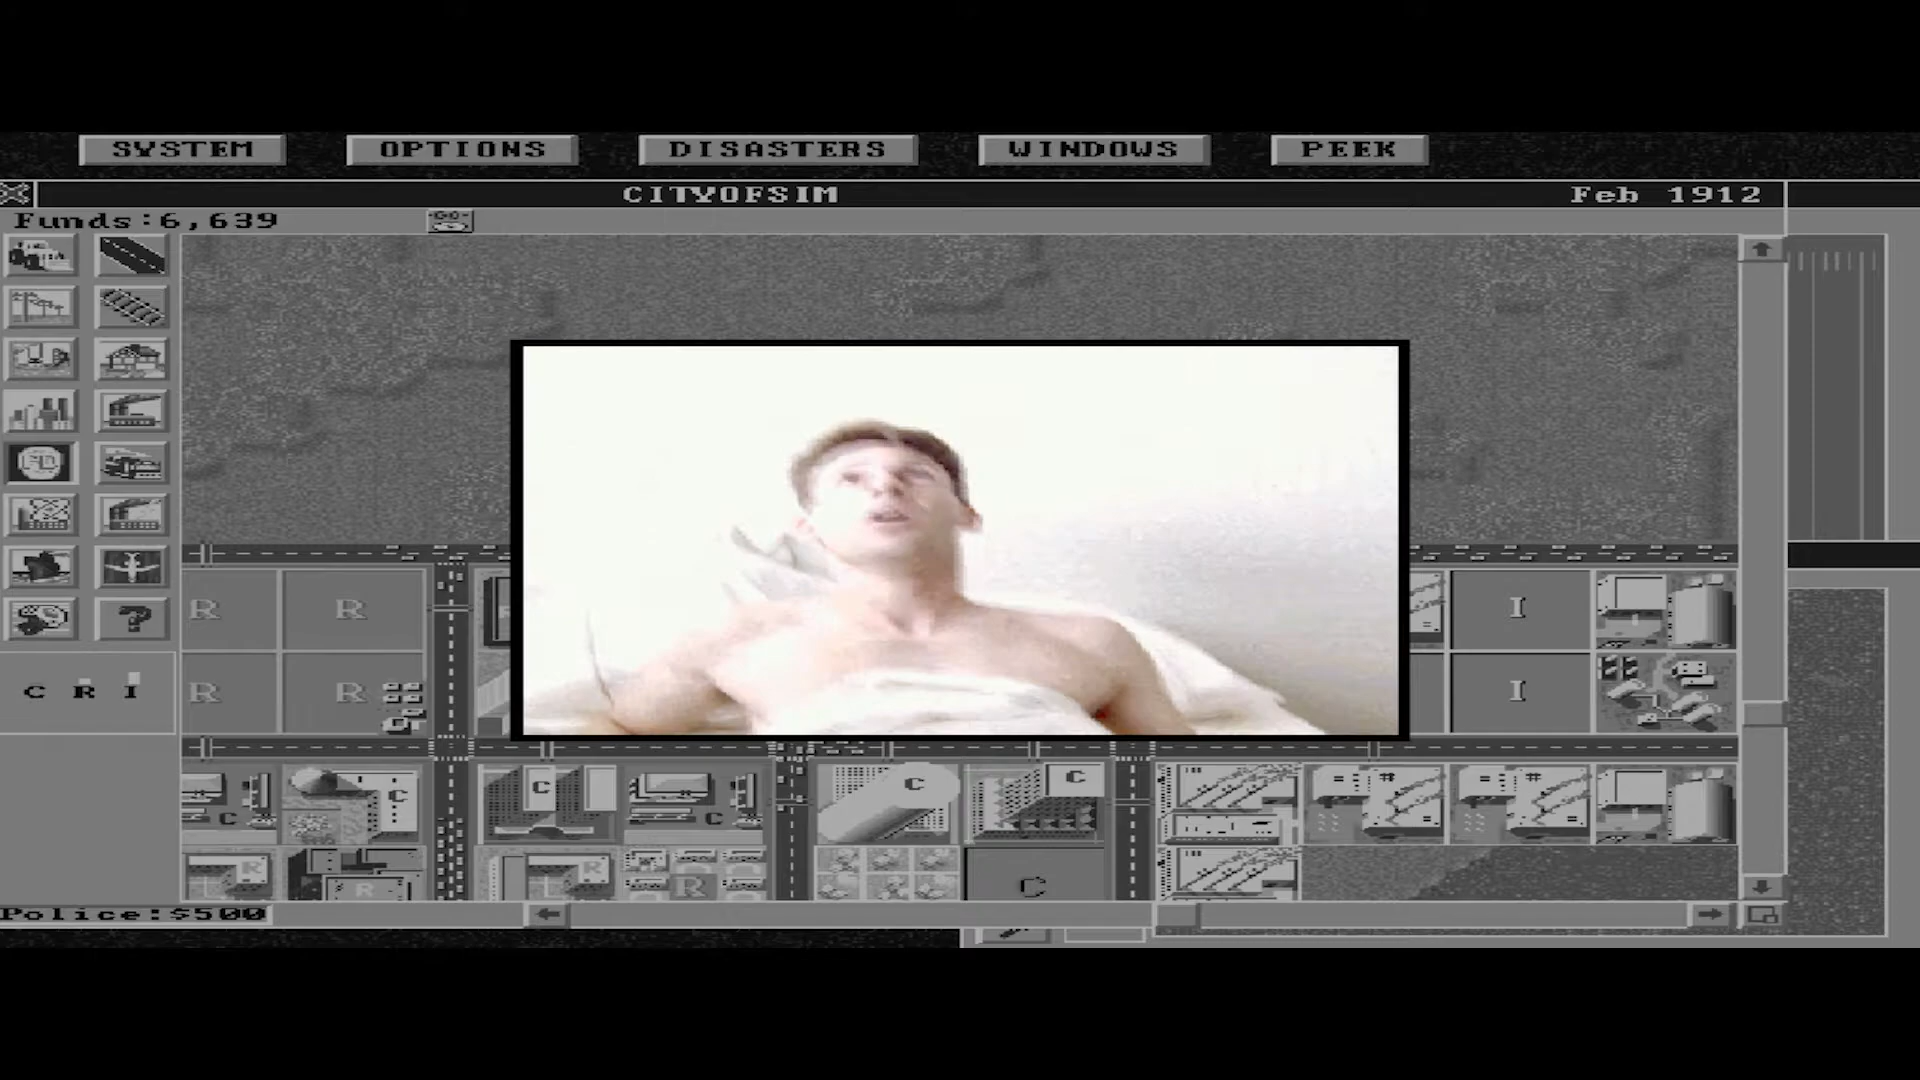 SYSTEM OPTIONS DISASTERS WINDOWS PEEK
CITYOFSIM Feb 1912
Funds:6,639
R R I
C R I R R I
C C C C C C
R R R R C
Police:$500